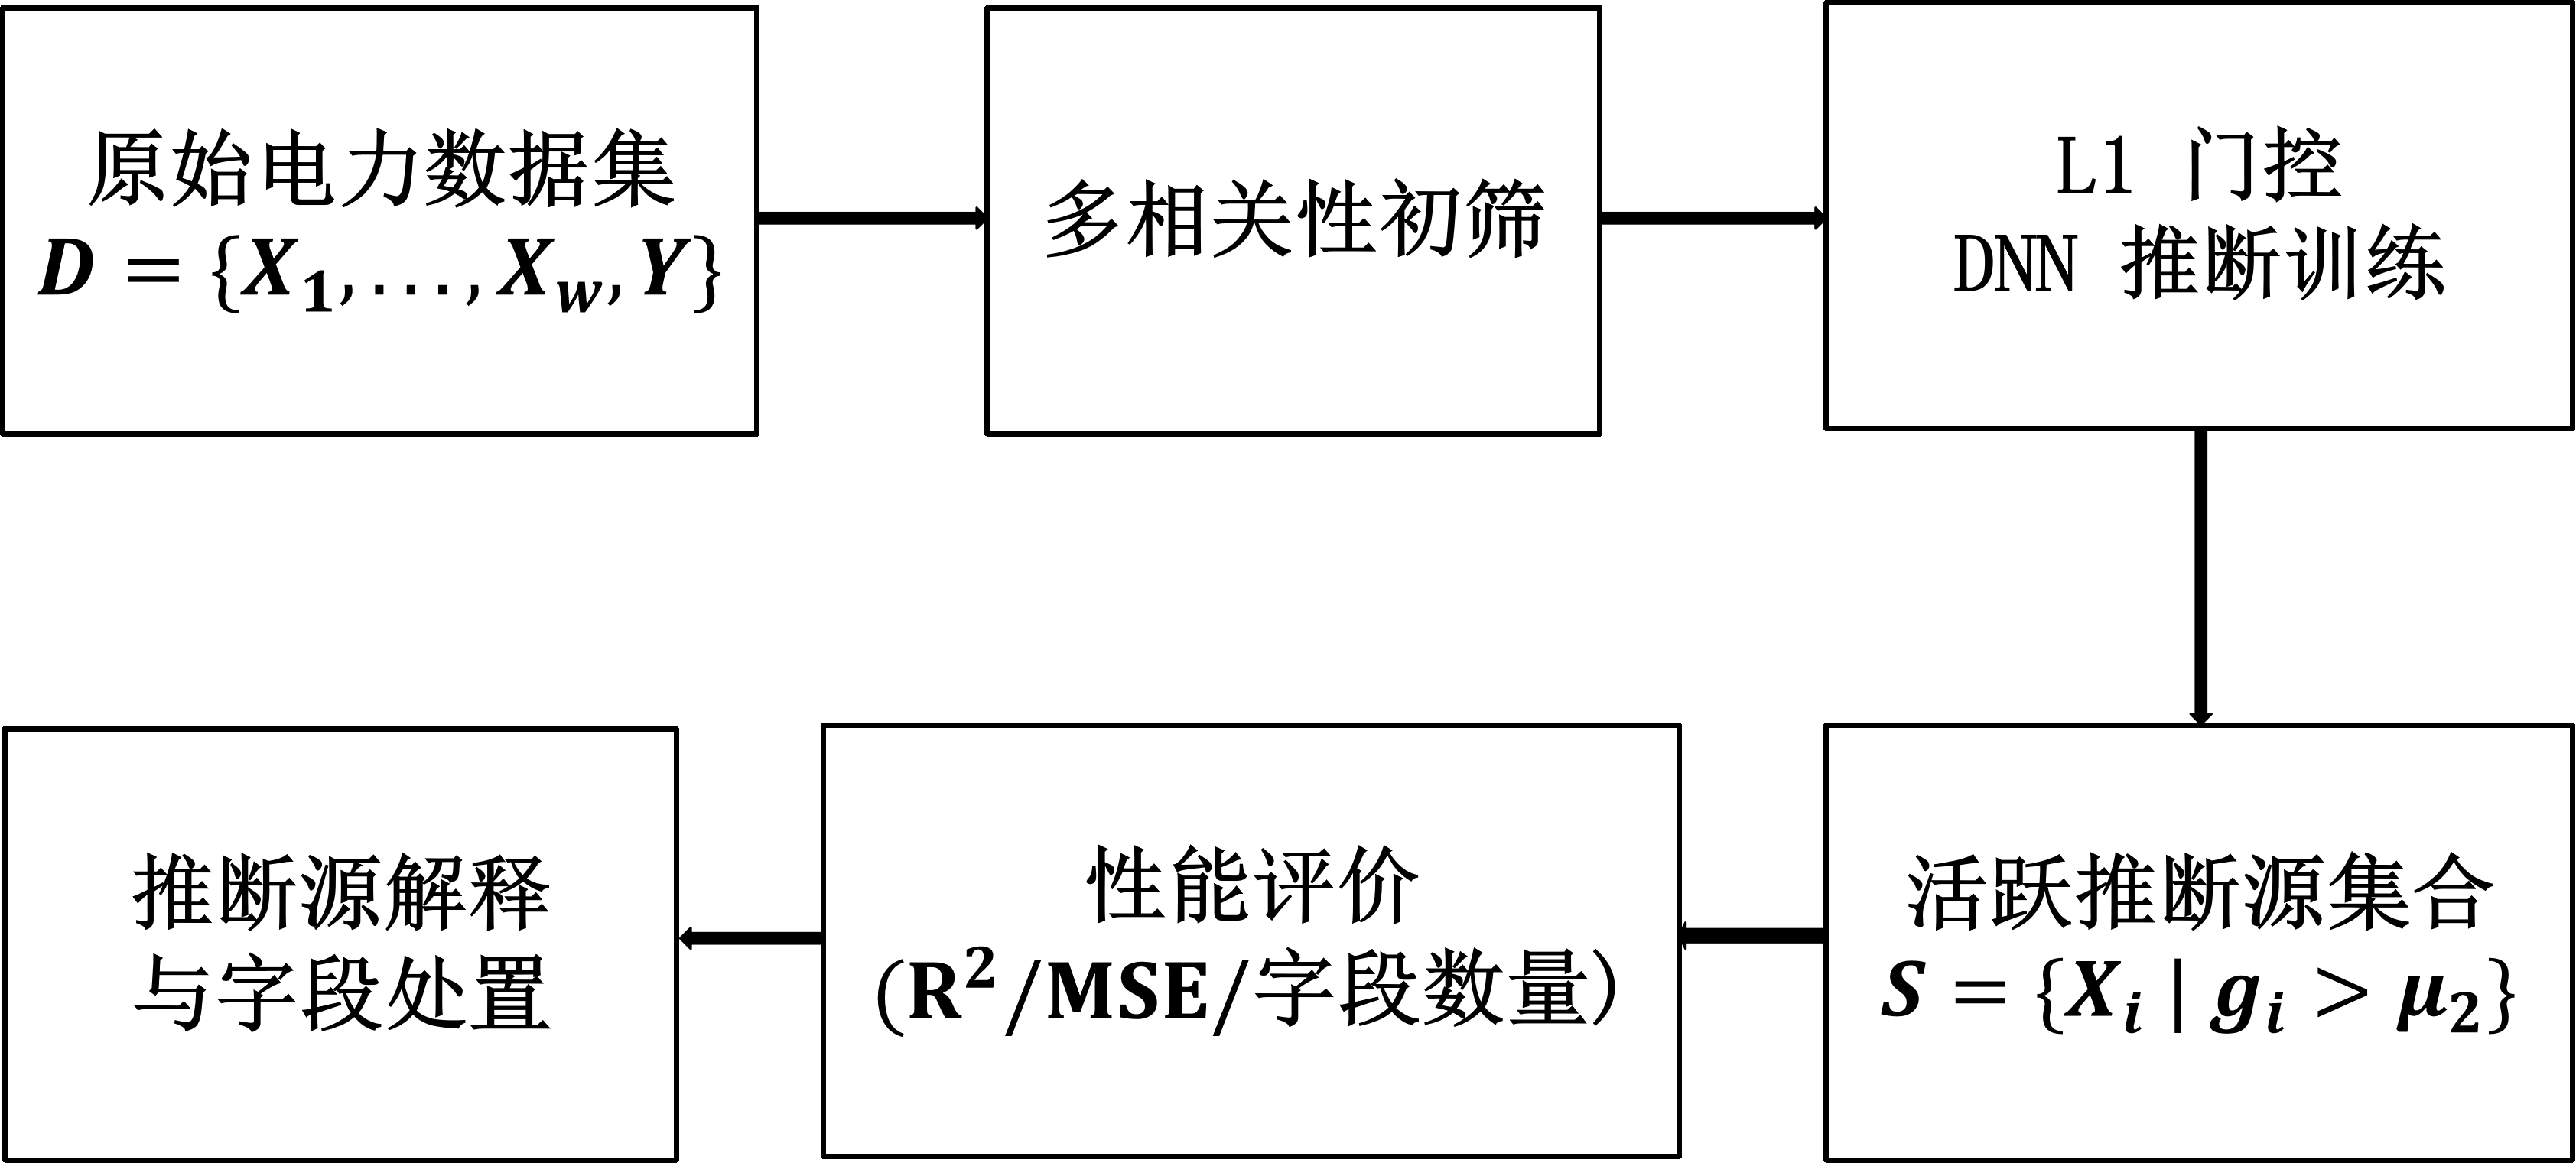 原始电力数据集
D = {X₁, ..., X_w, Y}
多相关性初筛
L1 门控
DNN 推断训练
活跃推断源集合
S = {X_i | g_i > μ₂}
性能评价
(R²/MSE/字段数量)
推断源解释
与字段处置